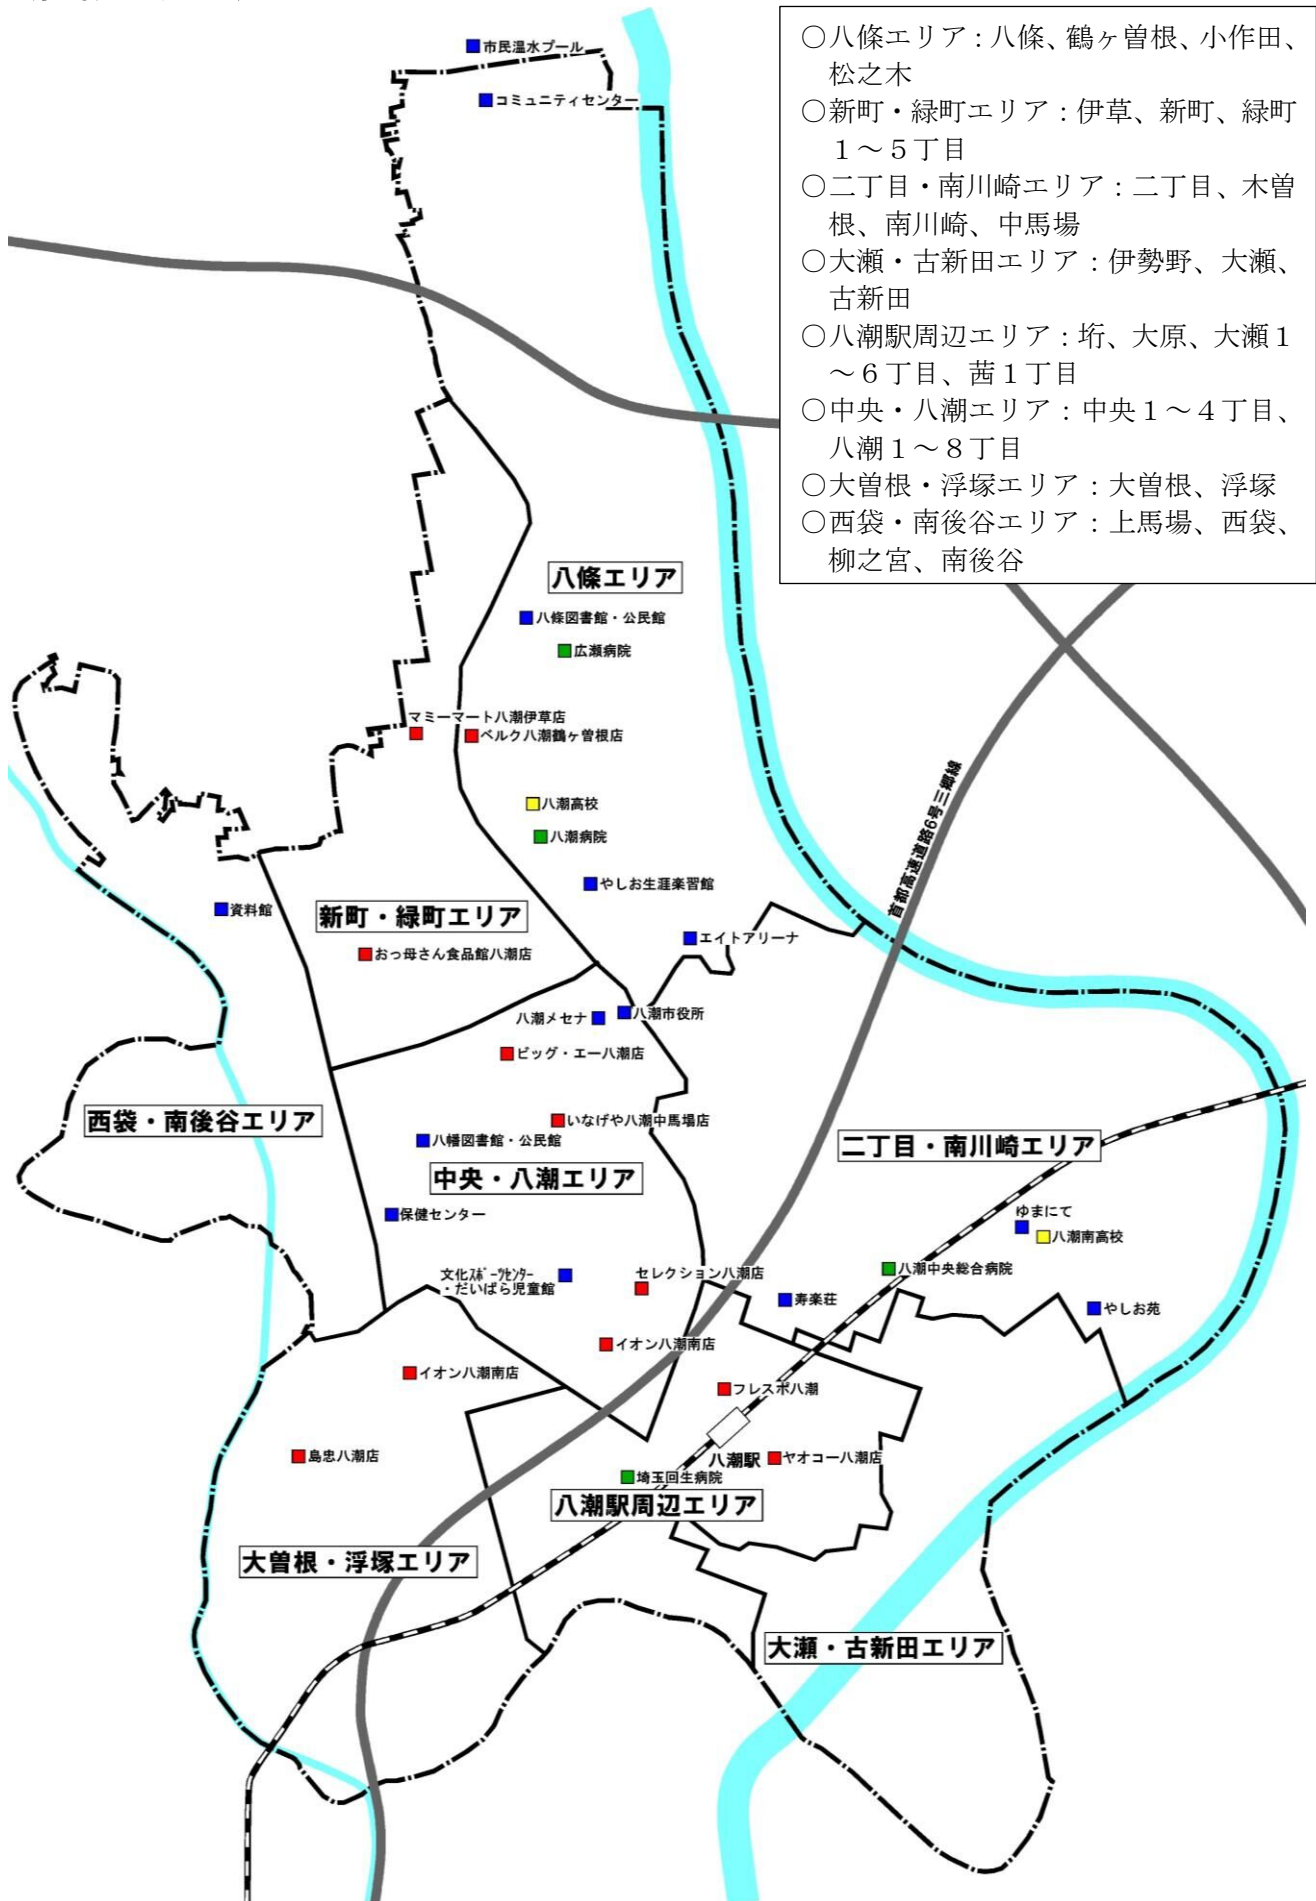 ○八條エリア：八條、鶴ヶ曽根、小作田、
松之木
○新町・緑町エリア：伊草、新町、緑町
１～５丁目
○二丁目・南川崎エリア：二丁目、木曽
根、南川崎、中馬場
○大瀬・古新田エリア：伊勢野、大瀬、
古新田
○八潮駅周辺エリア：垳、大原、大瀬１
～６丁目、茜１丁目
○中央・八潮エリア：中央１～４丁目、
八潮１～８丁目
○大曽根・浮塚エリア：大曽根、浮塚
○西袋・南後谷エリア：上馬場、西袋、
柳之宮、南後谷
市民温水プール
コミュニティセンター
八條エリア
八條図書館・公民館
広瀬病院
マミーマート八潮伊草店
ベルク八潮鶴ヶ曽根店
首都高速道路6号三郷線
八潮高校
八潮病院
やしお生涯楽習館
資料館
新町・緑町エリア
エイトアリーナ
おっ母さん食品館八潮店
八潮メセナ
八潮市役所
ビッグ・エー八潮店
西袋・南後谷エリア
いなげや八潮中馬場店
八幡図書館・公民館
二丁目・南川崎エリア
中央・八潮エリア
保健センター
ゆまにて
八潮南高校
文化スポーツセンター
・だいばら児童館
セレクション八潮店
八潮中央総合病院
寿楽荘
やしお苑
イオン八潮南店
イオン八潮南店
フレスポ八潮
島忠八潮店
八潮駅
ヤオコー八潮店
埼玉回生病院
八潮駅周辺エリア
大曽根・浮塚エリア
大瀬・古新田エリア